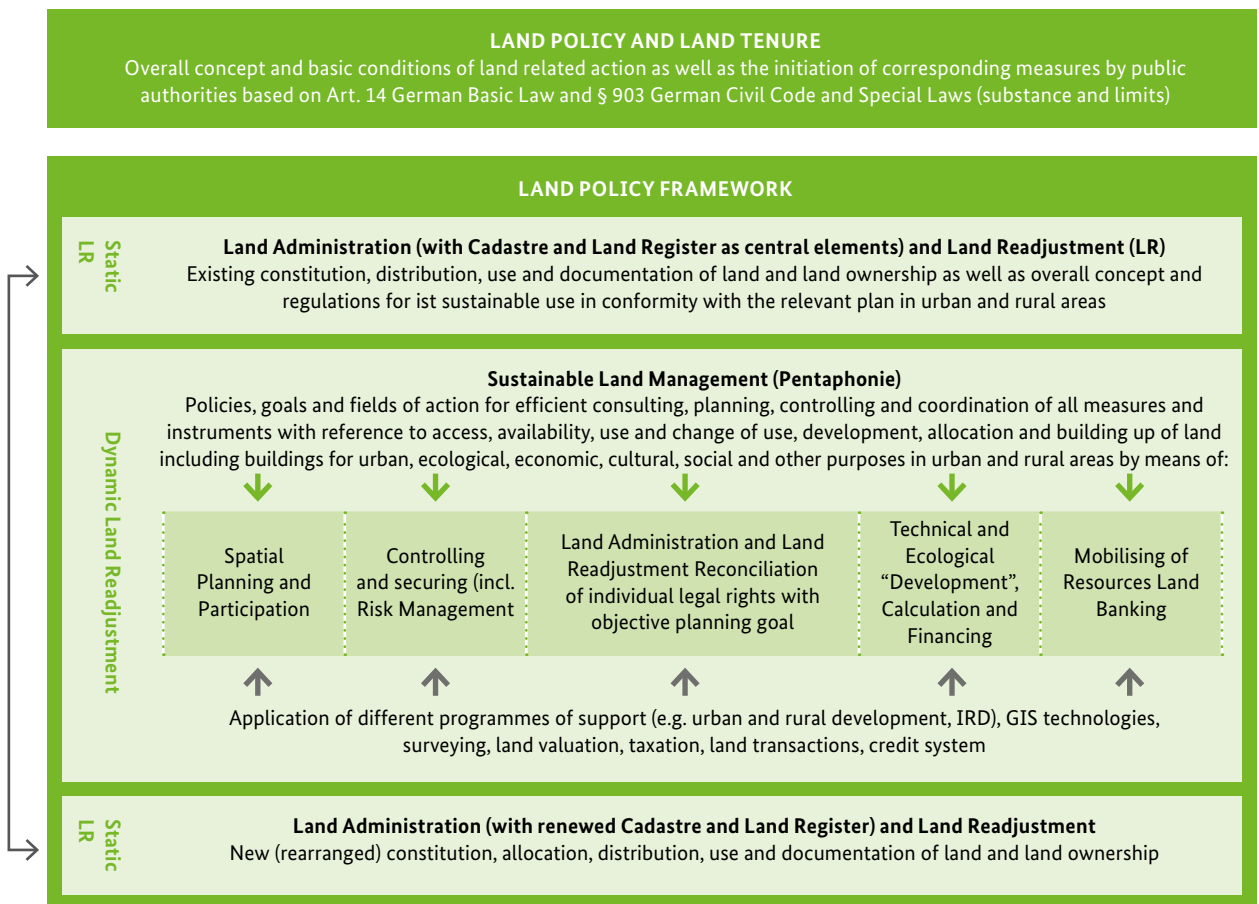 LAND POLICY AND LAND TENURE
Overall concept and basic conditions of land related action as well as the initiation of corresponding measures by public
authorities based on Art. 14 German Basic Law and § 903 German Civil Code and Special Laws (substance and limits)
LAND POLICY FRAMEWORK
Static
LR
Land Administration (with Cadastre and Land Register as central elements) and Land Readjustment (LR)
Existing constitution, distribution, use and documentation of land and land ownership as well as overall concept and
regulations for ist sustainable use in conformity with the relevant plan in urban and rural areas
Dynamic Land Readjustment
Sustainable Land Management (Pentaphonie)
Policies, goals and fields of action for efficient consulting, planning, controlling and coordination of all measures and
instruments with reference to access, availability, use and change of use, development, allocation and building up of land
including buildings for urban, ecological, economic, cultural, social and other purposes in urban and rural areas by means of:
Spatial
Planning and
Participation
Controlling
and securing (incl.
Risk Management
Land Administration and Land
Readjustment Reconciliation
of individual legal rights with
objective planning goal
Technical and
Ecological
“Development”,
Calculation and
Financing
Mobilising of
Resources Land
Banking
Application of different programmes of support (e.g. urban and rural development, IRD), GIS technologies,
surveying, land valuation, taxation, land transactions, credit system
Static
LR
Land Administration (with renewed Cadastre and Land Register) and Land Readjustment
New (rearranged) constitution, allocation, distribution, use and documentation of land and land ownership